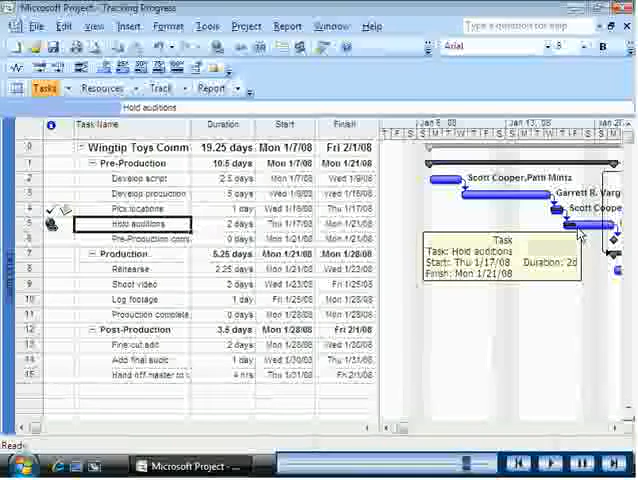 Microsoft Project - Tracking Progress
File Edit View Insert Format Tools Project Report Window Help Type a question for help
Arial 8 B
Tasks Resources Track Report
Hold auditions
Task Name Duration Start Finish Jan 6, '08 Jan 13, '08 Jan 20
T F S S M T W T F S S M T W T F S S M
0 Wingtip Toys Comm 19.25 days Mon 1/7/08 Fri 2/1/08
1 Pre-Production 10.5 days Mon 1/7/08 Mon 1/21/08
2 Develop script 2.5 days Mon 1/7/08 Wed 1/9/08 Scott Cooper,Patti Mintz
3 Develop production 5 days Wed 1/9/08 Wed 1/16/08 Garrett R. Varg
4 Pick locations 1 day Wed 1/16/08 Thu 1/17/08 Scott Coope
5 Hold auditions 2 days Thu 1/17/08 Mon 1/21/08
6 Pre-Production com 0 days Mon 1/21/08 Mon 1/21/08
7 Production 5.25 days Mon 1/21/08 Mon 1/28/08
8 Rehearse 2.25 days Mon 1/21/08 Wed 1/23/08
9 Shoot video 2 days Wed 1/23/08 Fri 1/25/08
10 Log footage 1 day Fri 1/25/08 Mon 1/28/08
11 Production complete 0 days Mon 1/28/08 Mon 1/28/08
12 Post-Production 3.5 days Mon 1/28/08 Fri 2/1/08
13 Fine cut edit 2 days Mon 1/28/08 Wed 1/30/08
14 Add final audio 1 day Wed 1/30/08 Thu 1/31/08
15 Hand off master to 4 hrs Thu 1/31/08 Fri 2/1/08
Task
Task: Hold auditions
Start: Thu 1/17/08 Duration: 2d
Finish: Mon 1/21/08
Ready
Microsoft Project - ...